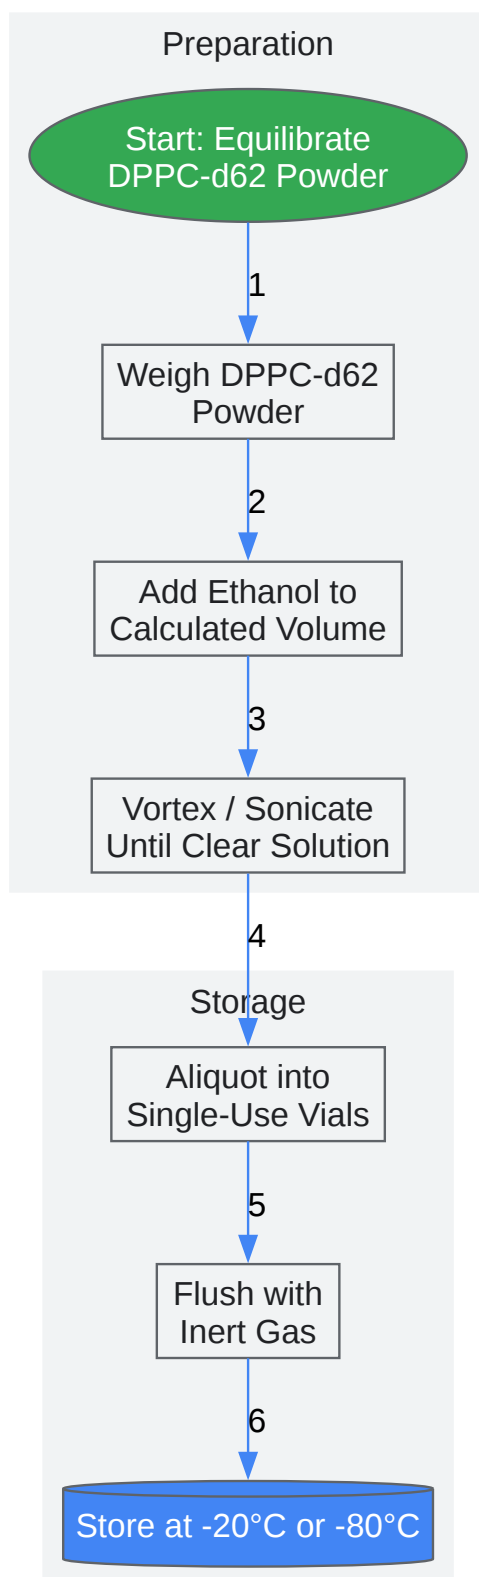 Preparation
Start: Equilibrate
DPPC-d62 Powder
1
Weigh DPPC-d62
Powder
2
Add Ethanol to
Calculated Volume
3
Vortex / Sonicate
Until Clear Solution
4
Storage
Aliquot into
Single-Use Vials
5
Flush with
Inert Gas
6
Store at -20°C or -80°C